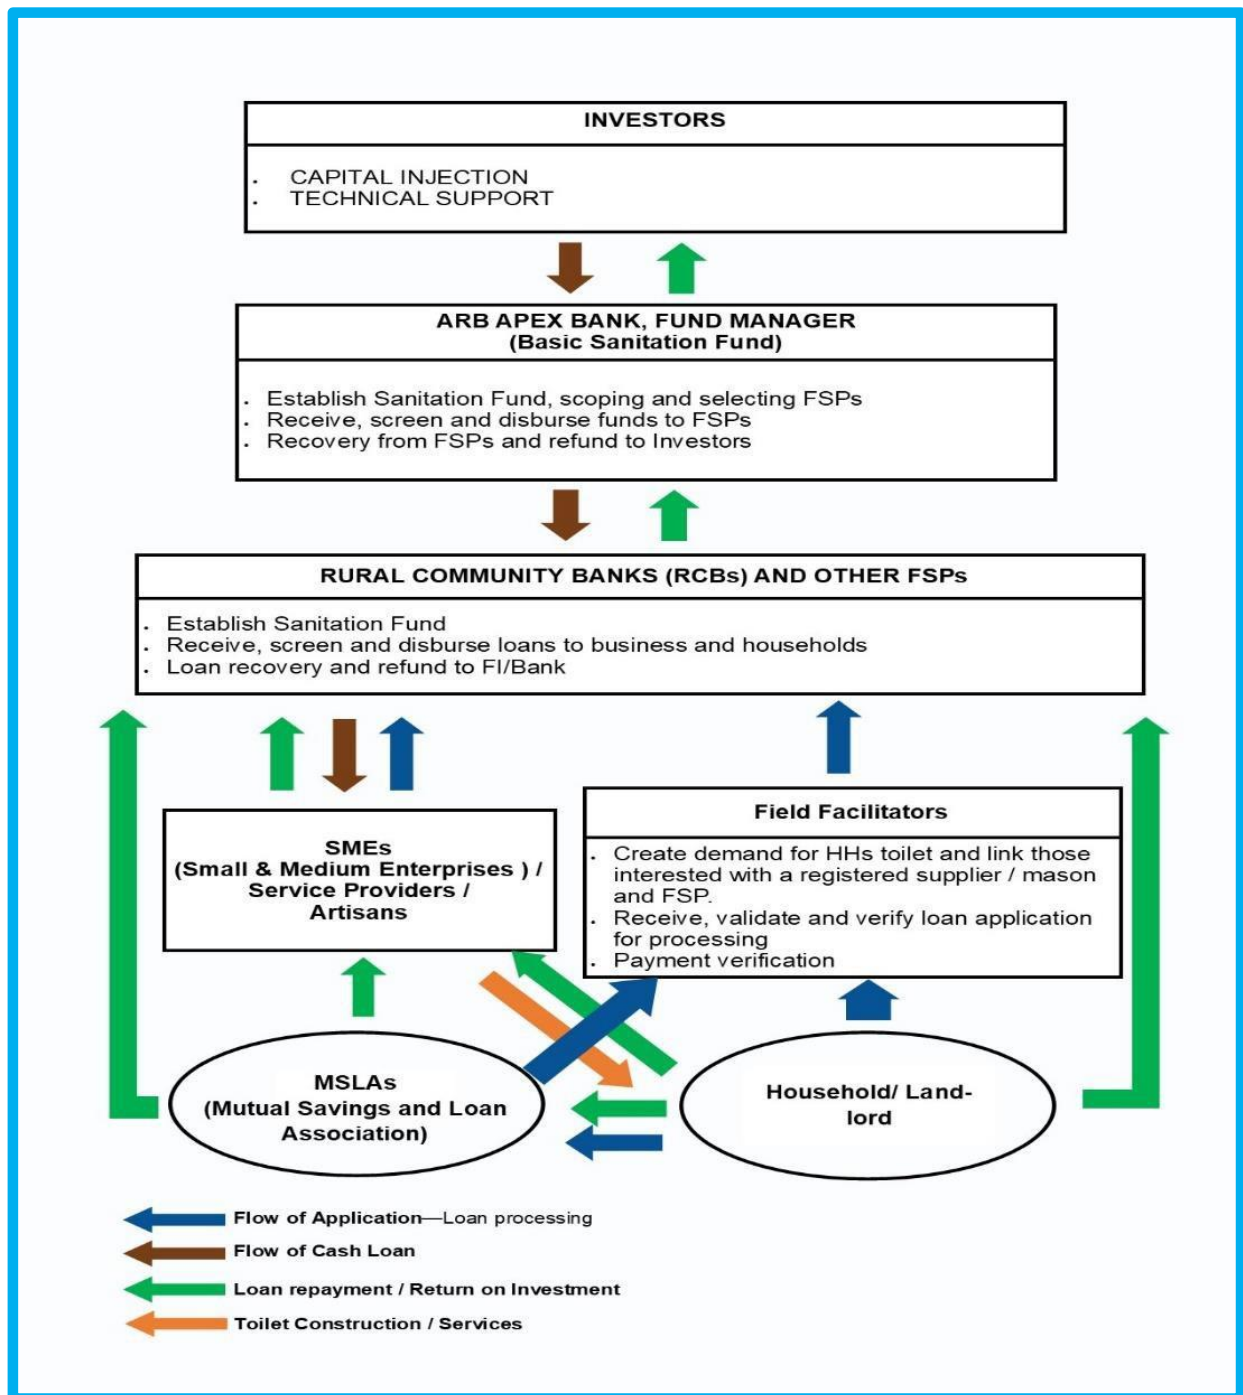 INVESTORS
. CAPITAL INJECTION
. TECHNICAL SUPPORT
ARB APEX BANK, FUND MANAGER
(Basic Sanitation Fund)
. Establish Sanitation Fund, scoping and selecting FSPs
. Receive, screen and disburse funds to FSPs
. Recovery from FSPs and refund to Investors
RURAL COMMUNITY BANKS (RCBs) AND OTHER FSPs
. Establish Sanitation Fund
. Receive, screen and disburse loans to business and households
. Loan recovery and refund to FI/Bank
SMEs
(Small & Medium Enterprises ) /
Service Providers /
Artisans
Field Facilitators
. Create demand for HHs toilet and link those
interested with a registered supplier / mason
and FSP.
. Receive, validate and verify loan application
for processing
. Payment verification
MSLAs
(Mutual Savings and Loan
Association)
Household/ Land-
lord
Flow of Application—Loan processing
Flow of Cash Loan
Loan repayment / Return on Investment
Toilet Construction / Services